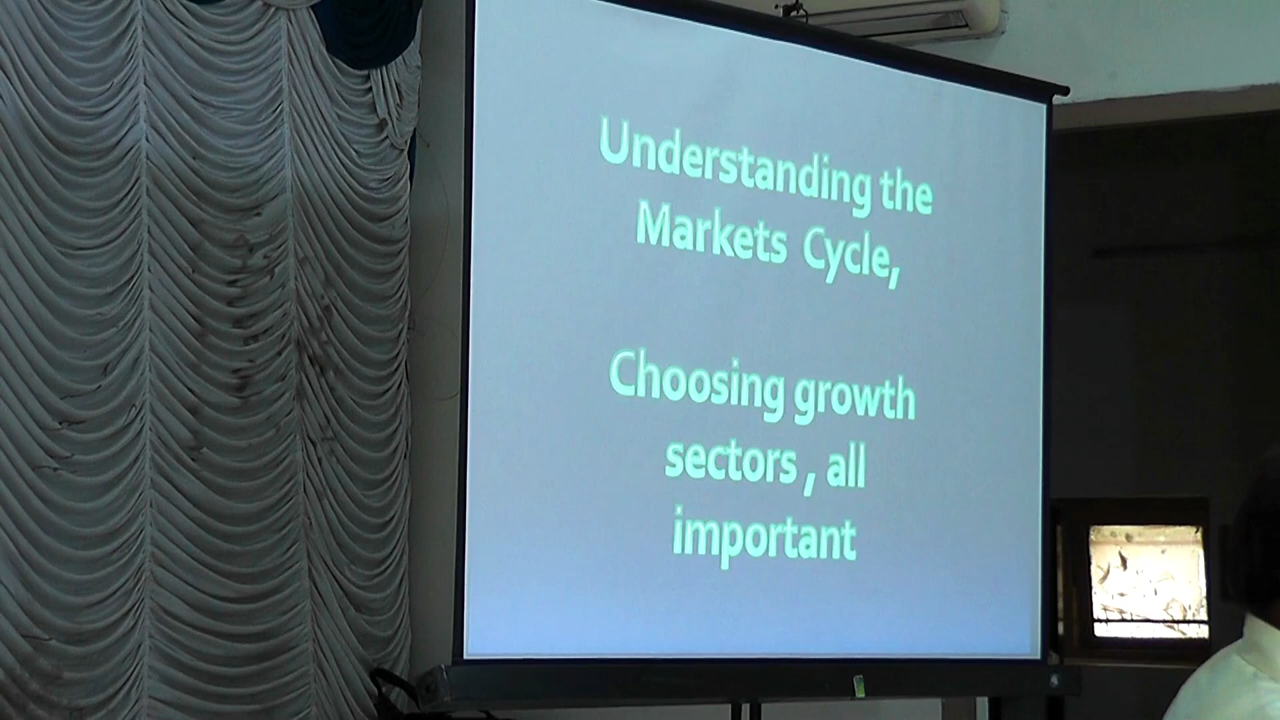 Understanding the
Markets Cycle,
Choosing growth
sectors , all
important